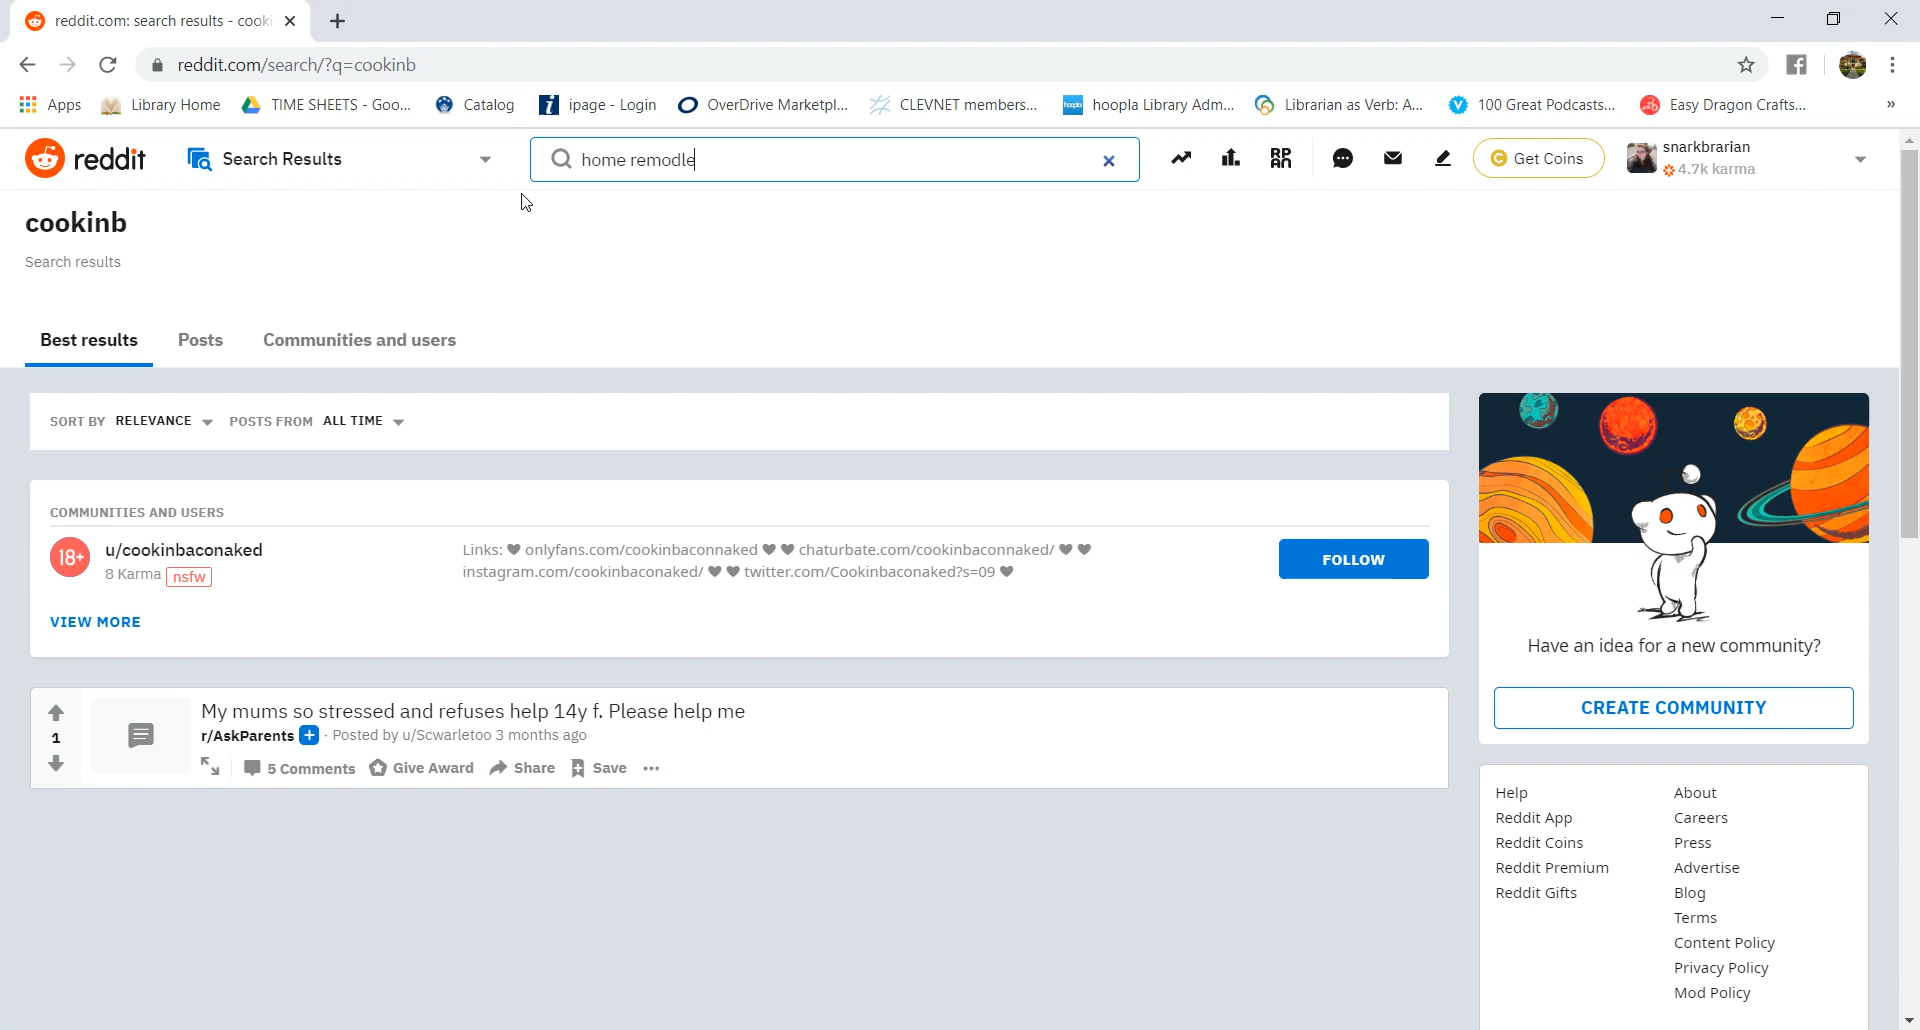 reddit.com: search results - cooki
reddit.com/search/?q=cookinb
Apps Library Home TIME SHEETS - Goo... Catalog ipage - Login OverDrive Marketpl... CLEVNET members... hoopla Library Adm... Librarian as Verb: A... 100 Great Podcasts... Easy Dragon Crafts... »
reddit Search Results home remodle RPAN Get Coins snarkbrarian
4.7k karma
cookinb
Search results
Best results Posts Communities and users
SORT BY RELEVANCE POSTS FROM ALL TIME
COMMUNITIES AND USERS
18+ u/cookinbaconaked Links: ♥ onlyfans.com/cookinbaconnaked ♥ ♥ chaturbate.com/cookinbaconnaked/ ♥ ♥ FOLLOW
8 Karma nsfw instagram.com/cookinbaconaked/ ♥ ♥ twitter.com/Cookinbaconaked?s=09 ♥
VIEW MORE
My mums so stressed and refuses help 14y f. Please help me
1 r/AskParents · Posted by u/Scwarletoo 3 months ago
5 Comments Give Award Share Save ...
Have an idea for a new community?
CREATE COMMUNITY
Help About
Reddit App Careers
Reddit Coins Press
Reddit Premium Advertise
Reddit Gifts Blog
Terms
Content Policy
Privacy Policy
Mod Policy